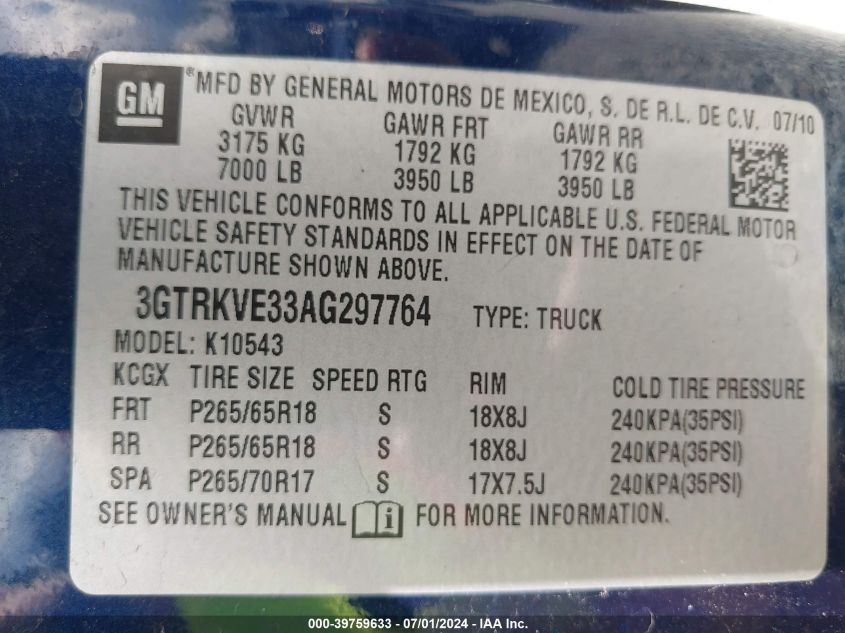 GM ® MFD BY GENERAL MOTORS DE MEXICO, S. DE R.L. DE C.V. 07/10
GVWR GAWR FRT GAWR RR
3175 KG 1792 KG 1792 KG
7000 LB 3950 LB 3950 LB
THIS VEHICLE CONFORMS TO ALL APPLICABLE U.S. FEDERAL MOTOR
VEHICLE SAFETY STANDARDS IN EFFECT ON THE DATE OF
MANUFACTURE SHOWN ABOVE.
3GTRKVE33AG297764 TYPE: TRUCK
MODEL: K10543
KCGX TIRE SIZE SPEED RTG RIM COLD TIRE PRESSURE
FRT P265/65R18 S 18X8J 240KPA(35PSI)
RR P265/65R18 S 18X8J 240KPA(35PSI)
SPA P265/70R17 S 17X7.5J 240KPA(35PSI)
SEE OWNER'S MANUAL i FOR MORE INFORMATION.
000-39759633 - 07/01/2024 - IAA Inc.